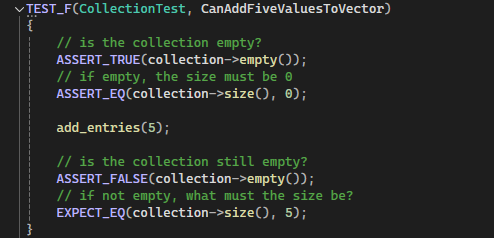 TEST_F(CollectionTest, CanAddFiveValuesToVector)
{
    // is the collection empty?
    ASSERT_TRUE(collection->empty());
    // if empty, the size must be 0
    ASSERT_EQ(collection->size(), 0);

    add_entries(5);

    // is the collection still empty?
    ASSERT_FALSE(collection->empty());
    // if not empty, what must the size be?
    EXPECT_EQ(collection->size(), 5);
}